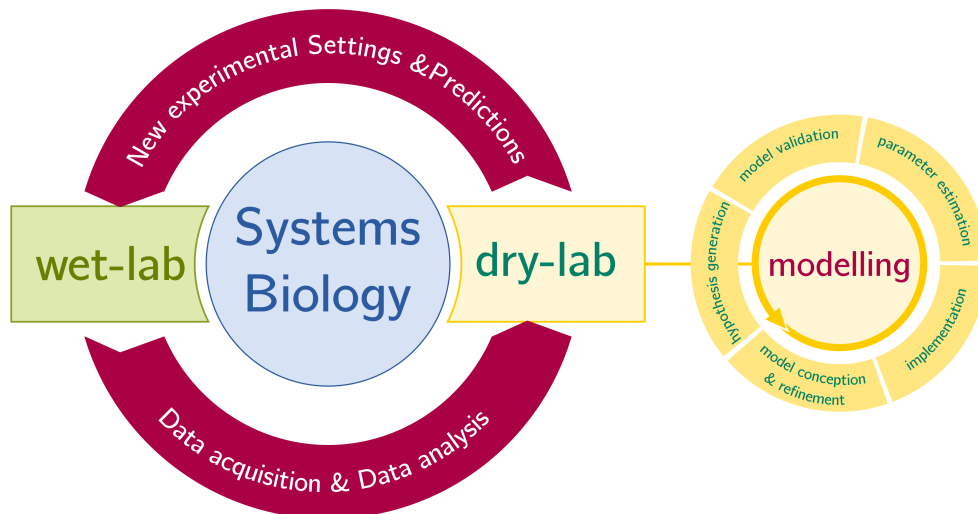 New experimental Settings &Predictions
wet-lab
Systems
Biology
dry-lab
Data acquisition & Data analysis
modelling
model validation
parameter estimation
implementation
model conception
& refinement
hypothesis generation